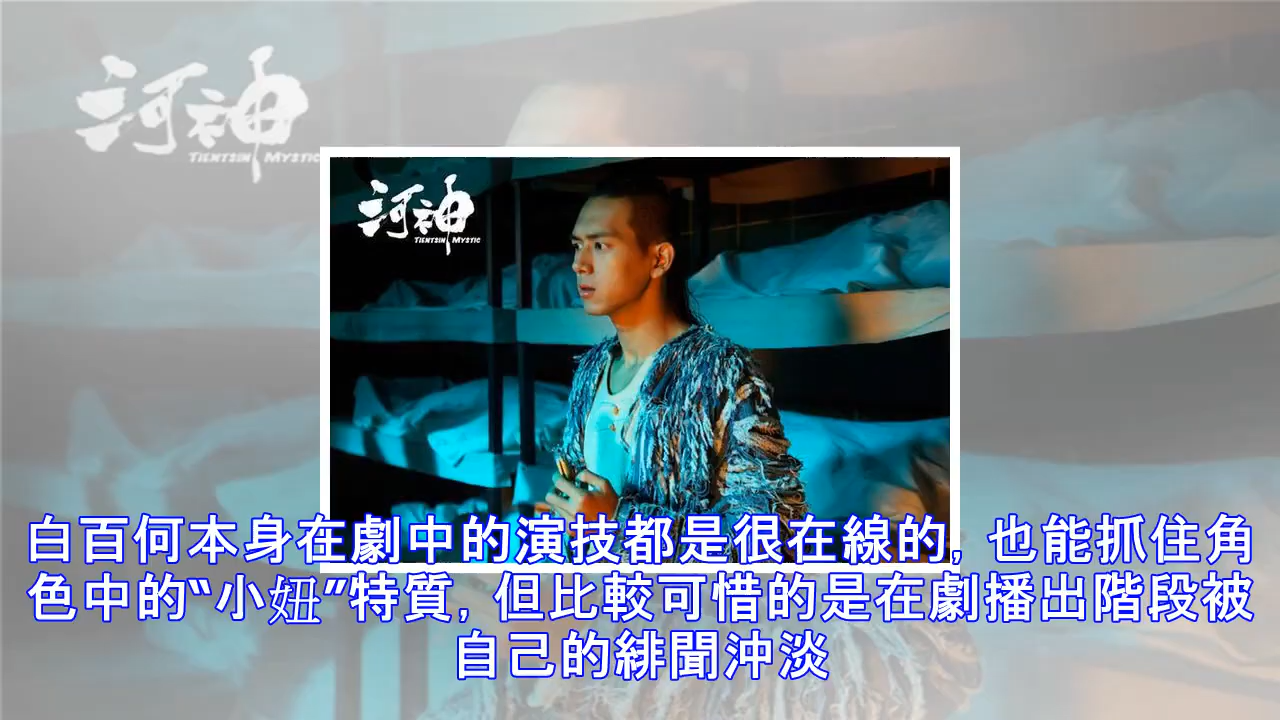 河神
TIENTSIN MYSTIC
河神
TIENTSIN MYSTIC
白百何本身在劇中的演技都是很在線的, 也能抓住角
色中的“小妞”特質, 但比較可惜的是在劇播出階段被
自己的緋聞沖淡